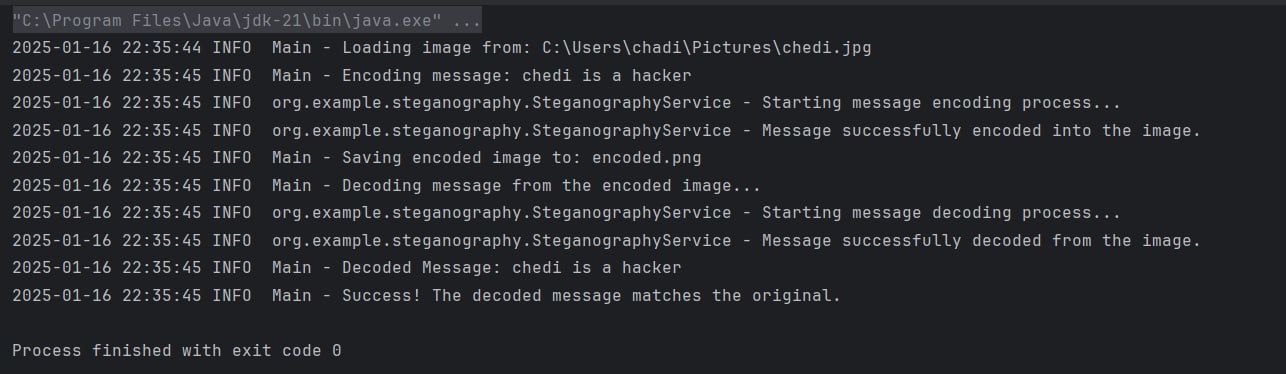 "C:\Program Files\Java\jdk-21\bin\java.exe" ...
2025-01-16 22:35:44 INFO  Main - Loading image from: C:\Users\chadi\Pictures\chedi.jpg
2025-01-16 22:35:45 INFO  Main - Encoding message: chedi is a hacker
2025-01-16 22:35:45 INFO  org.example.steganography.SteganographyService - Starting message encoding process...
2025-01-16 22:35:45 INFO  org.example.steganography.SteganographyService - Message successfully encoded into the image.
2025-01-16 22:35:45 INFO  Main - Saving encoded image to: encoded.png
2025-01-16 22:35:45 INFO  Main - Decoding message from the encoded image...
2025-01-16 22:35:45 INFO  org.example.steganography.SteganographyService - Starting message decoding process...
2025-01-16 22:35:45 INFO  org.example.steganography.SteganographyService - Message successfully decoded from the image.
2025-01-16 22:35:45 INFO  Main - Decoded Message: chedi is a hacker
2025-01-16 22:35:45 INFO  Main - Success! The decoded message matches the original.
Process finished with exit code 0